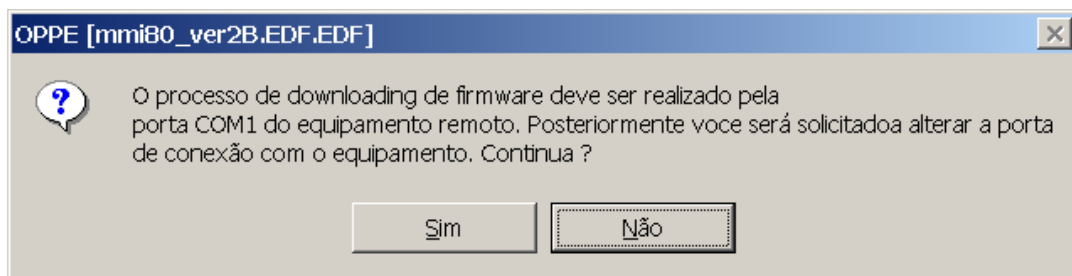 OPPE [mmi80_ver2B.EDF.EDF]
?
O processo de downloading de firmware deve ser realizado pela
porta COM1 do equipamento remoto. Posteriormente voce será solicitadoa alterar a porta
de conexão com o equipamento. Continua ?
Sim Não